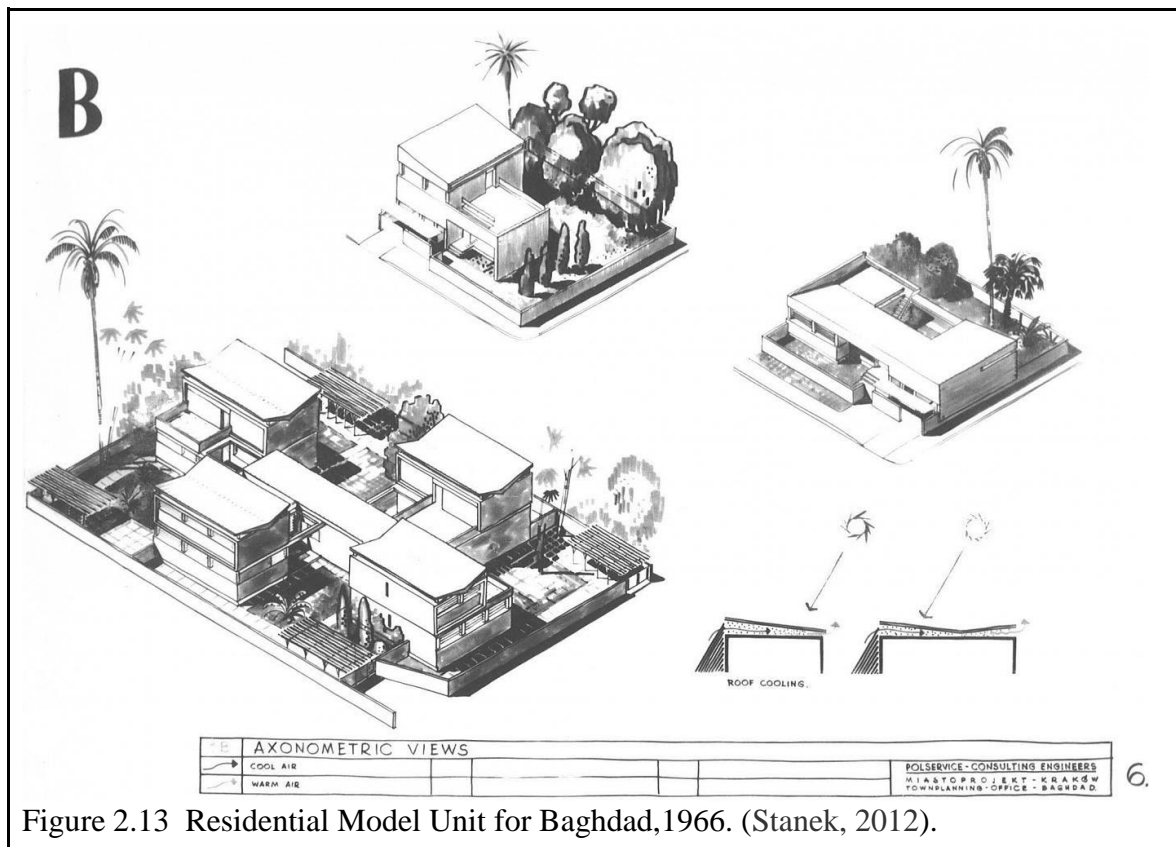 B
ROOF COOLING.
B AXONOMETRIC VIEWS
COOL AIR
WARM AIR
POLSERVICE - CONSULTING ENGINEERS
MIASTOPROJEKT - KRAKÓW
TOWNPLANNING - OFFICE - BAGHDAD.
6.
Figure 2.13 Residential Model Unit for Baghdad,1966. (Stanek, 2012).